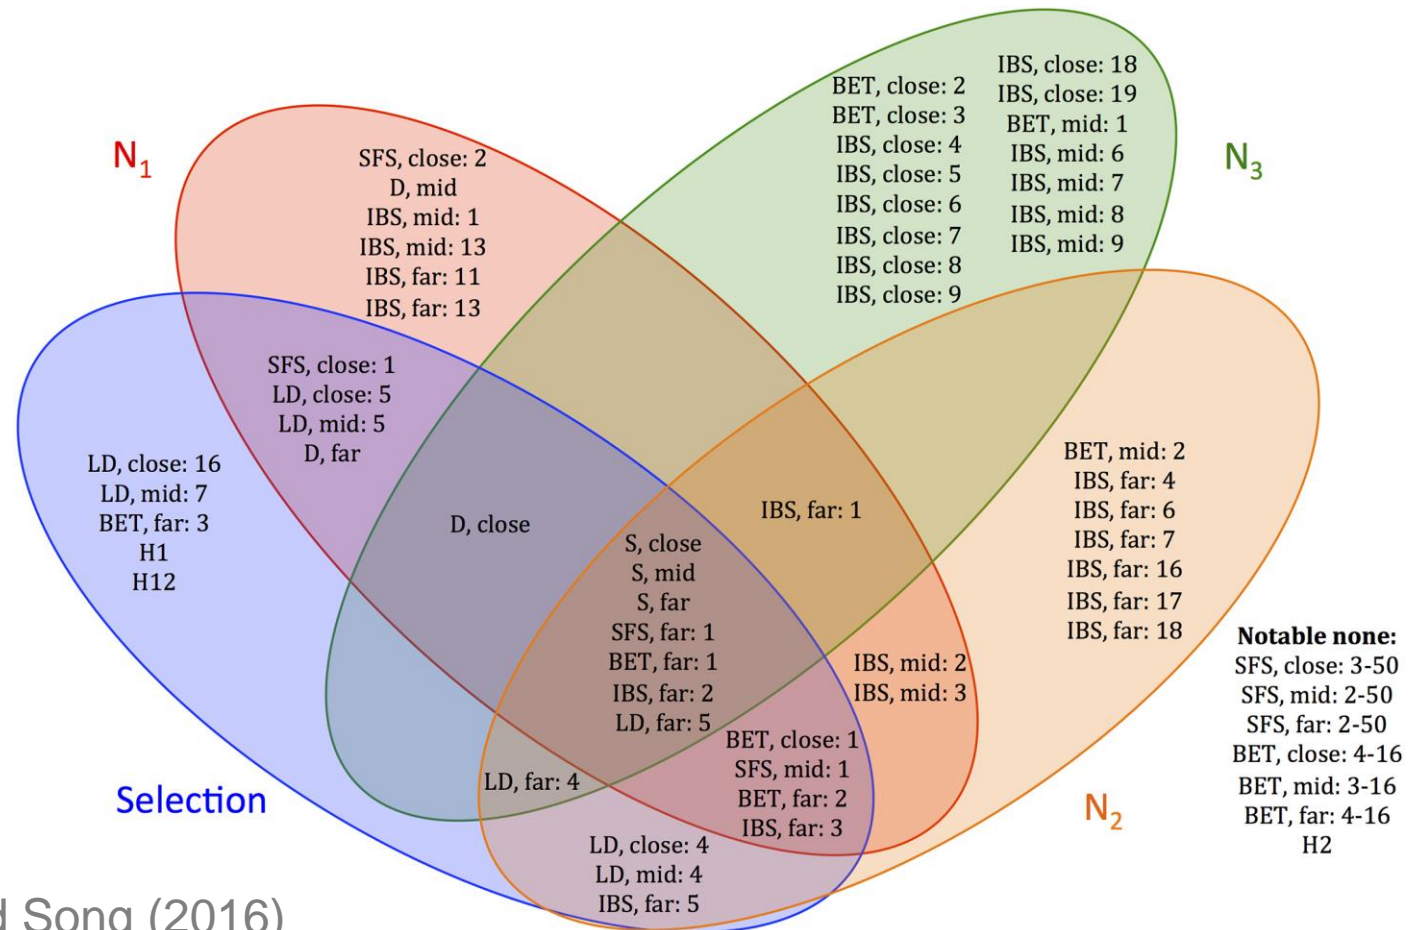 N1
SFS, close: 2
D, mid
IBS, mid: 1
IBS, mid: 13
IBS, far: 11
IBS, far: 13
BET, close: 2
BET, close: 3
IBS, close: 4
IBS, close: 5
IBS, close: 6
IBS, close: 7
IBS, close: 8
IBS, close: 9
IBS, close: 18
IBS, close: 19
BET, mid: 1
IBS, mid: 6
IBS, mid: 7
IBS, mid: 8
IBS, mid: 9
N3
SFS, close: 1
LD, close: 5
LD, mid: 5
D, far
LD, close: 16
LD, mid: 7
BET, far: 3
H1
H12
D, close
S, close
S, mid
S, far
SFS, far: 1
BET, far: 1
IBS, far: 2
LD, far: 5
IBS, far: 1
BET, mid: 2
IBS, far: 4
IBS, far: 6
IBS, far: 7
IBS, far: 16
IBS, far: 17
IBS, far: 18
IBS, mid: 2
IBS, mid: 3
Notable none:
SFS, close: 3-50
SFS, mid: 2-50
SFS, far: 2-50
BET, close: 4-16
BET, mid: 3-16
BET, far: 4-16
H2
BET, close: 1
SFS, mid: 1
BET, far: 2
IBS, far: 3
LD, far: 4
Selection
N2
LD, close: 4
LD, mid: 4
IBS, far: 5
Song (2016)